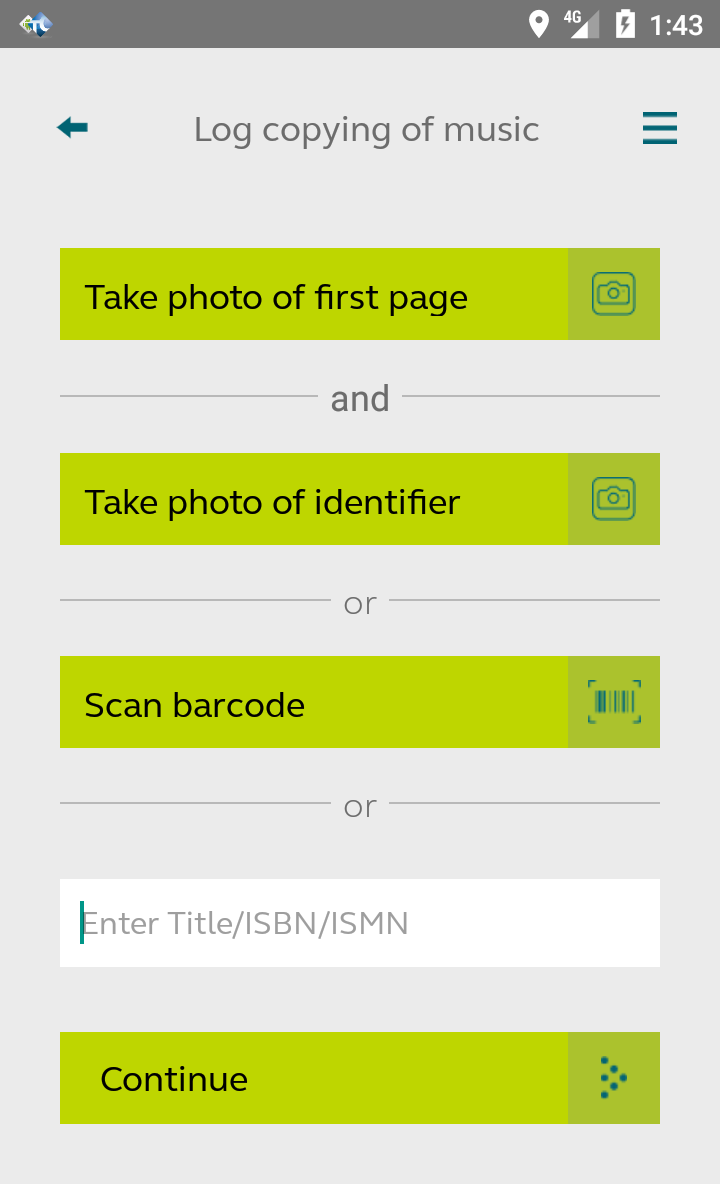 4G 1:43
Log copying of music
Take photo of first page
and
Take photo of identifier
or
Scan barcode
or
Enter Title/ISBN/ISMN
Continue